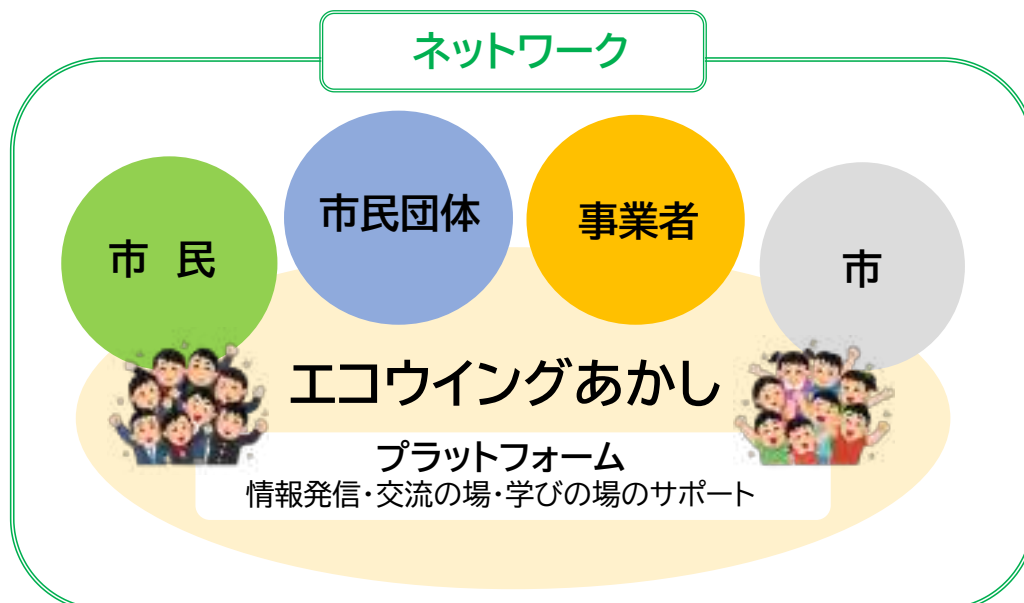 ネットワーク
市 民
市民団体
事業者
市
エコウイングあかし
プラットフォーム
情報発信・交流の場・学びの場のサポート